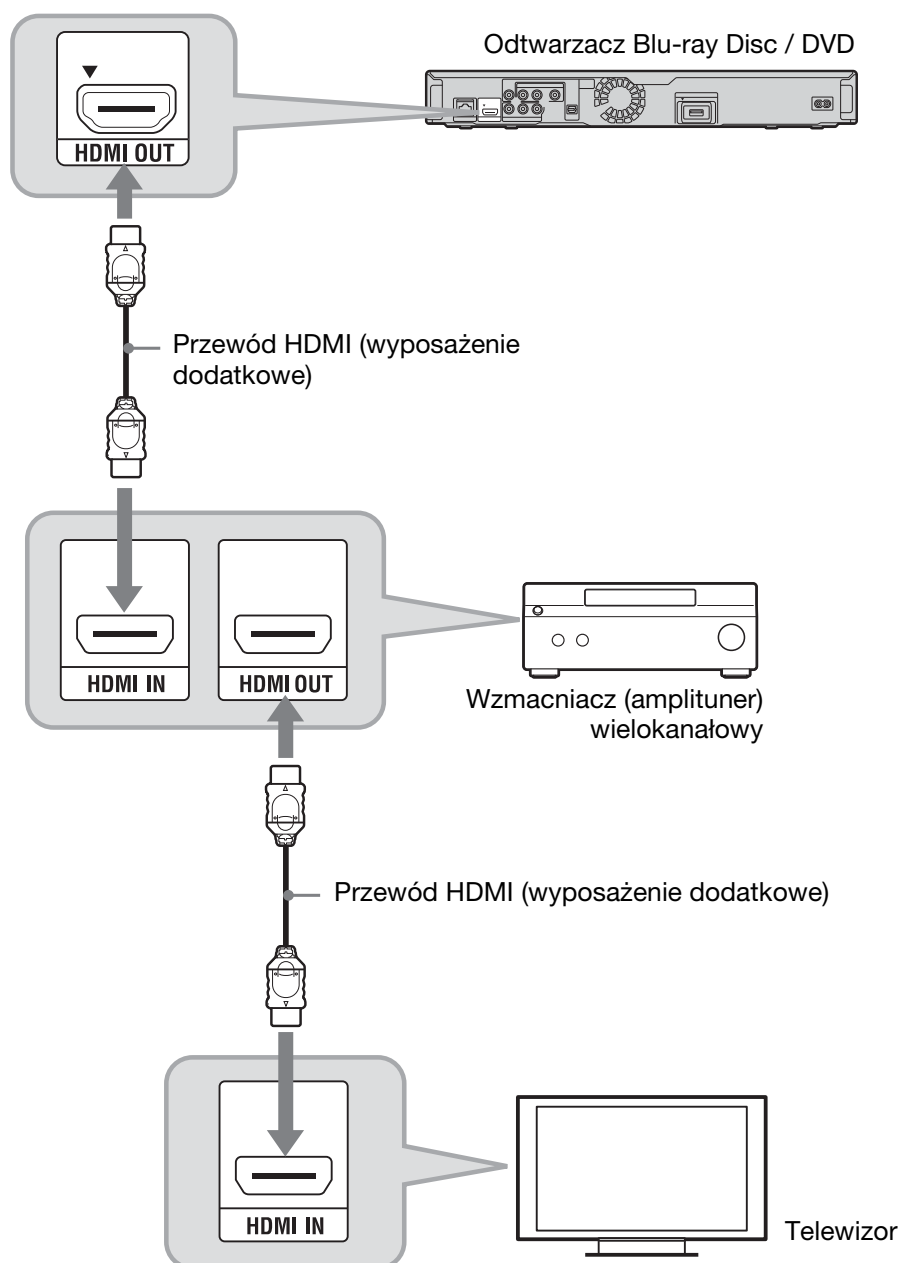 Odtwarzacz Blu-ray Disc / DVD
HDMI OUT
Przewód HDMI (wyposażenie
dodatkowe)
HDMI IN
HDMI OUT
Wzmacniacz (amplituner)
wielokanałowy
Przewód HDMI (wyposażenie dodatkowe)
HDMI IN
Telewizor